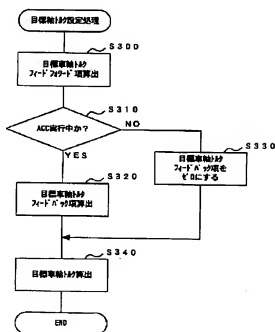 目標軸トルク設定処理
S300
目標車軸トルク
フィードフォワード項算出
S310
ACC実行中か?
NO
YES
S320
目標車軸トルク
フィードバック項算出
S330
目標車軸トルク
フィードバック項を
ゼロにする
S340
目標車軸トルク算出
END